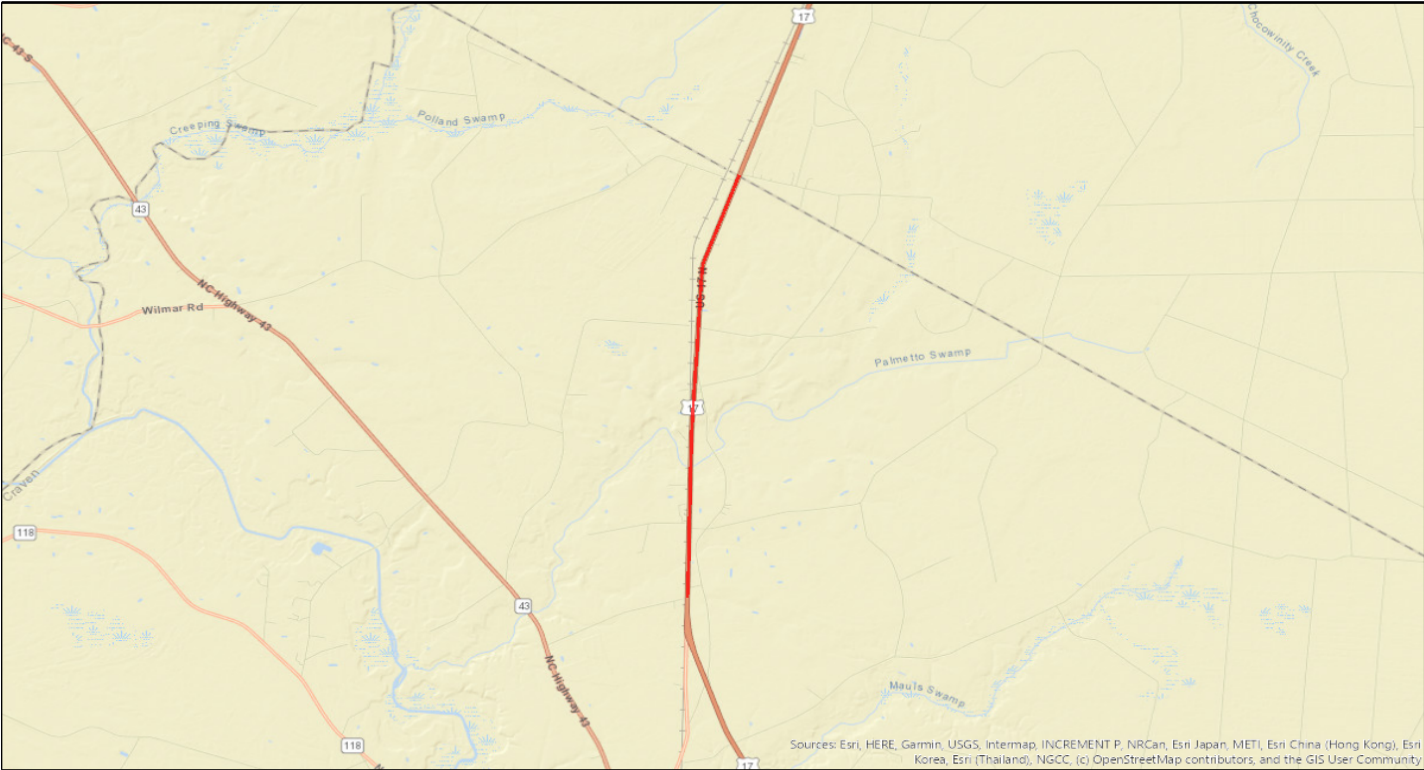 17
Chocowinity Creek
NC 43 S
Polland Swamp
Creeping Swamp
43
US 17 N
NC Highway 43
Wilmar Rd
Palmetto Swamp
17
Craven
118
43
NC Highway 43
Mauls Swamp
118
17
Sources: Esri, HERE, Garmin, USGS, Intermap, INCREMENT P, NRCan, Esri Japan, METI, Esri China (Hong Kong), Esri
Korea, Esri (Thailand), NGCC, (c) OpenStreetMap contributors, and the GIS User Community